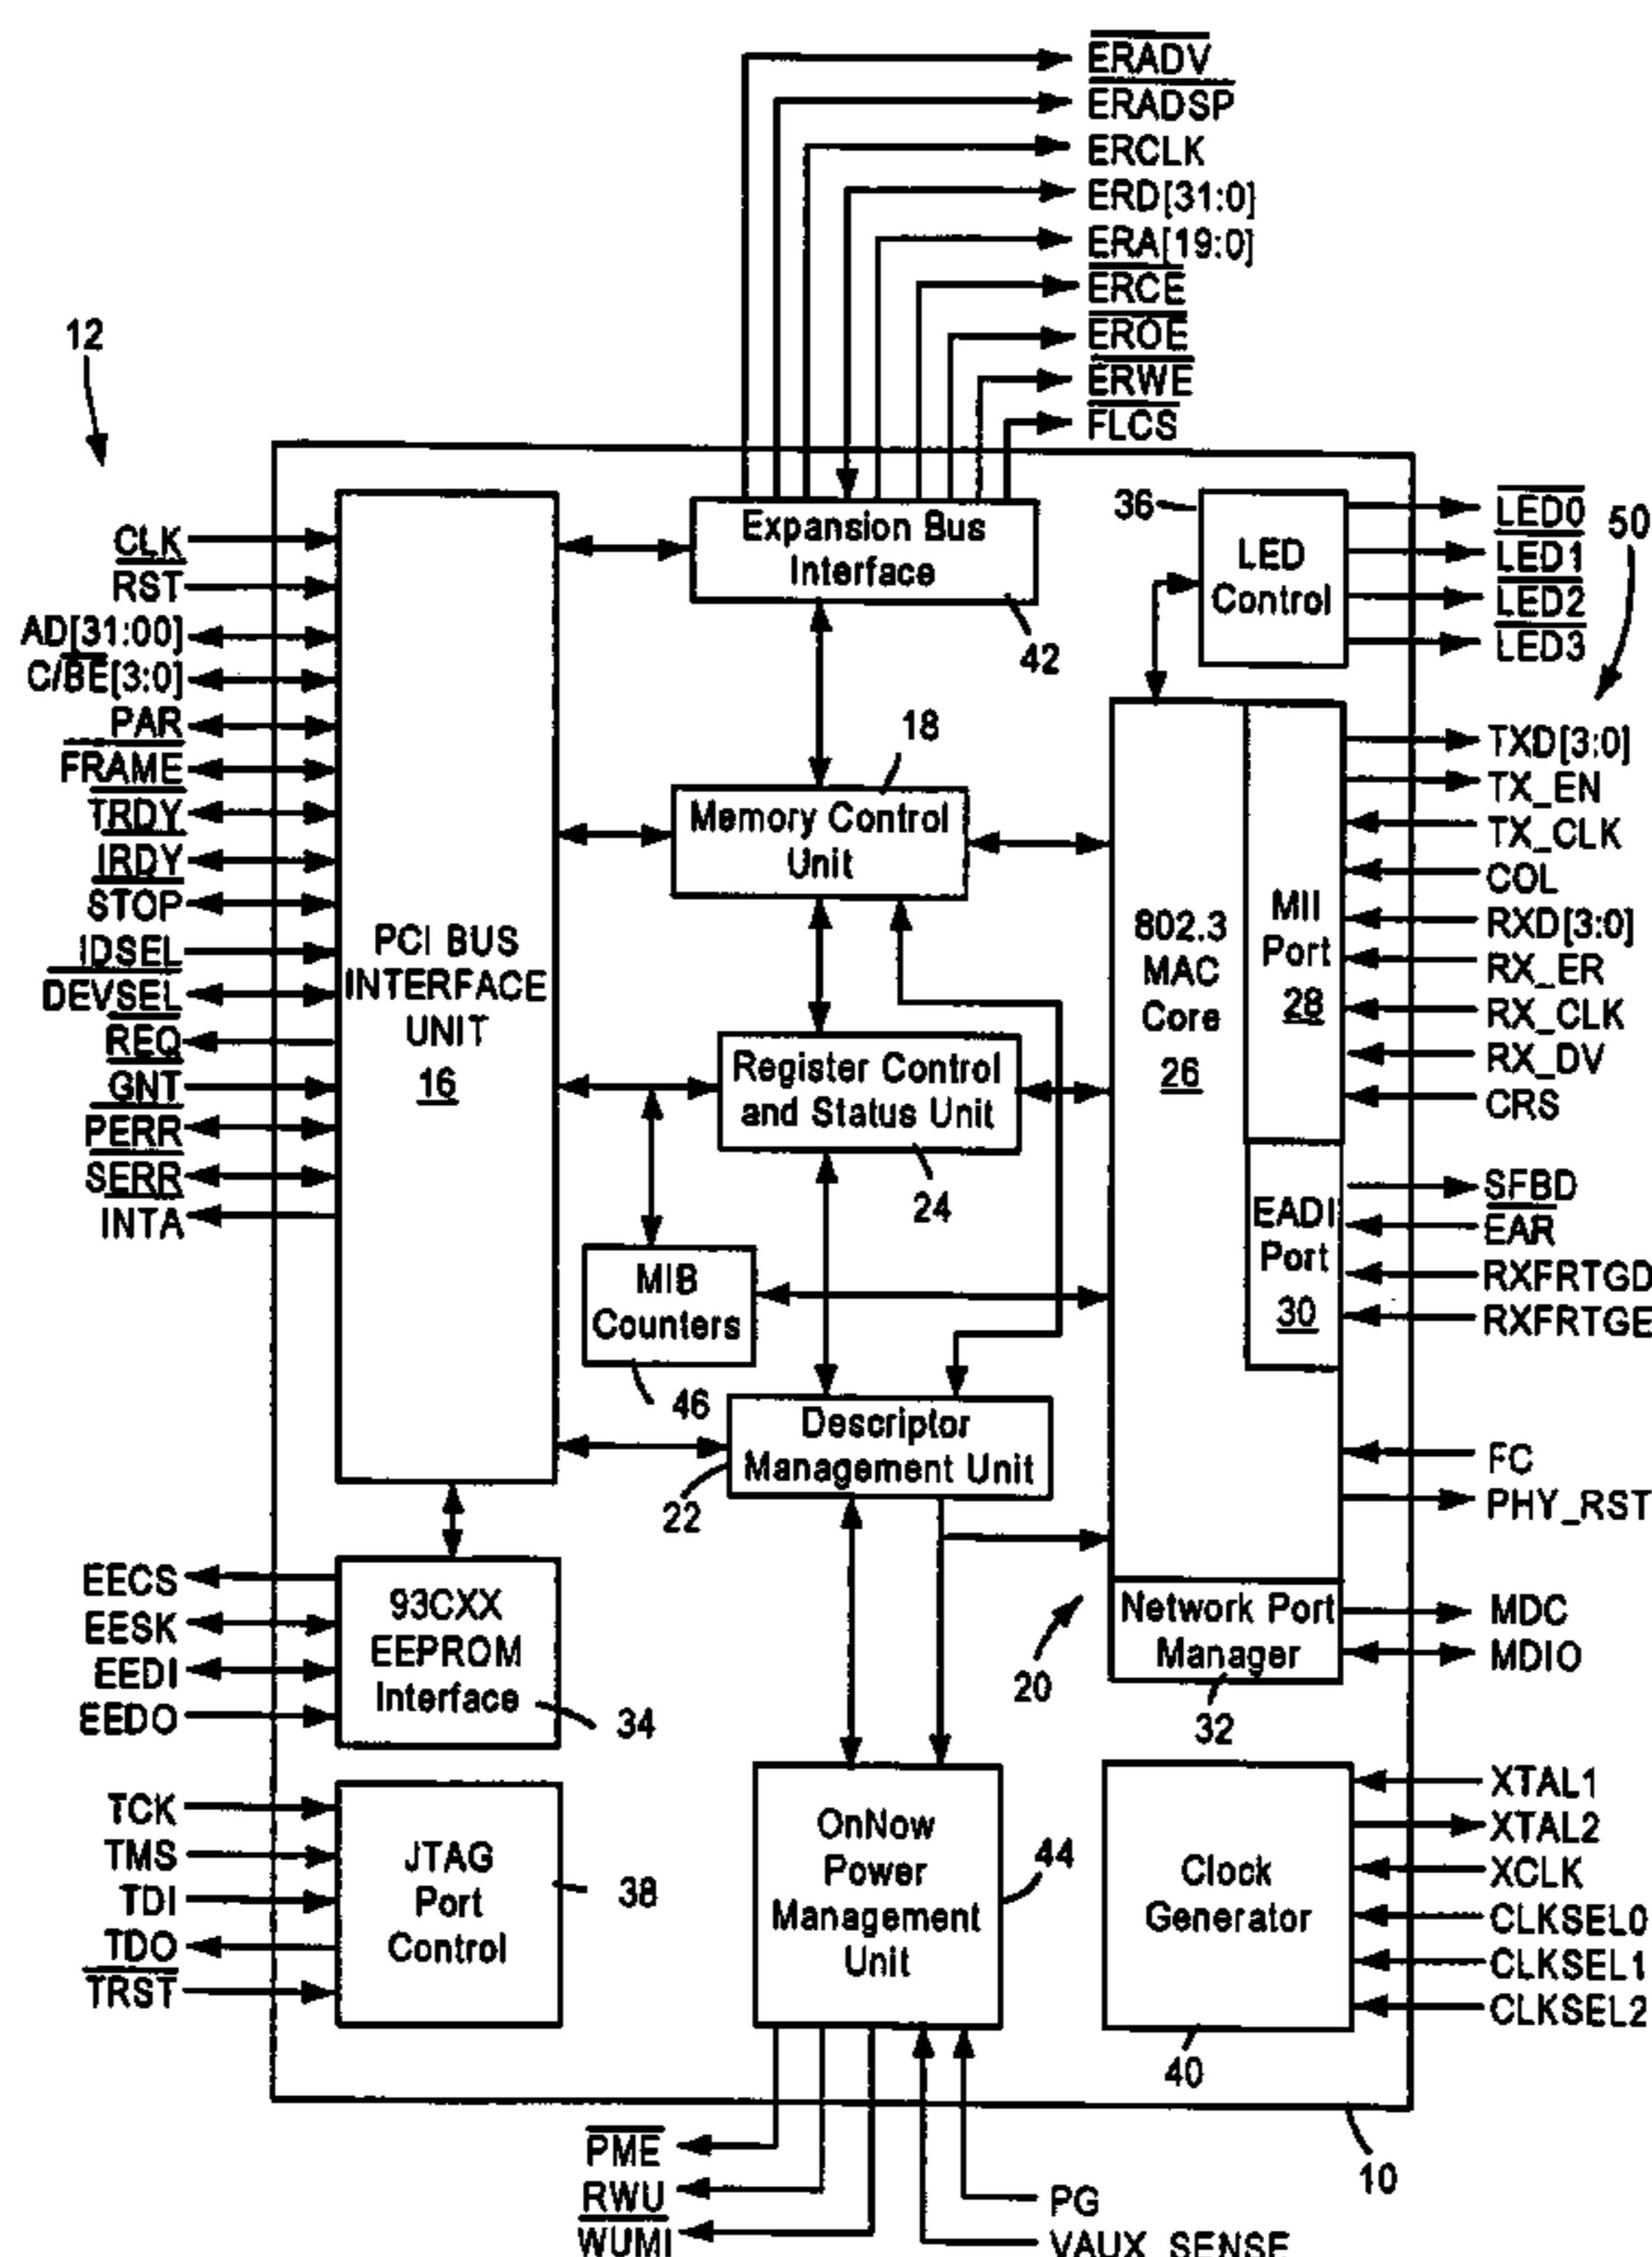 ERADV
ERADSP
ERCLK
ERD[31:0]
ERA[19:0]
ERCE
EROE
ERWE
FLCS
12
CLK
RST
AD[31:00]
C/BE[3:0]
PAR
FRAME
TRDY
IRDY
STOP
IDSEL
DEVSEL
REQ
GNT
PERR
SERR
INTA
PCI BUS
INTERFACE
UNIT
16
Expansion Bus
Interface
42
36
LED
Control
LED0
LED1
LED2
LED3
50
18
Memory Control
Unit
802.3
MAC
Core
26
MII
Port
28
TXD[3:0]
TX_EN
TX_CLK
COL
RXD[3:0]
RX_ER
RX_CLK
RX_DV
CRS
Register Control
and Status Unit
24
EADI
Port
30
SFBD
EAR
RXFRTGD
RXFRTGE
MIB
Counters
46
Descriptor
Management Unit
22
FC
PHY_RST
20
Network Port
Manager
32
MDC
MDIO
EECS
EESK
EEDI
EEDO
93CXX
EEPROM
Interface
34
TCK
TMS
TDI
TDO
TRST
JTAG
Port
Control
38
OnNow
Power
Management
Unit
44
Clock
Generator
40
XTAL1
XTAL2
XCLK
CLKSEL0
CLKSEL1
CLKSEL2
10
PME
RWU
WUMI
PG
VAUX_SENSE